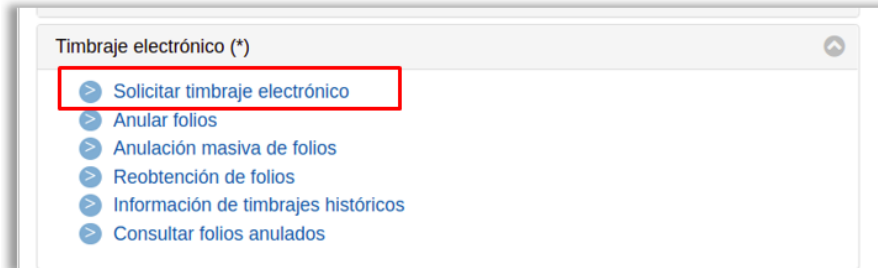 Timbraje electrónico (*)
Solicitar timbraje electrónico
Anular folios
Anulación masiva de folios
Reobtención de folios
Información de timbrajes históricos
Consultar folios anulados